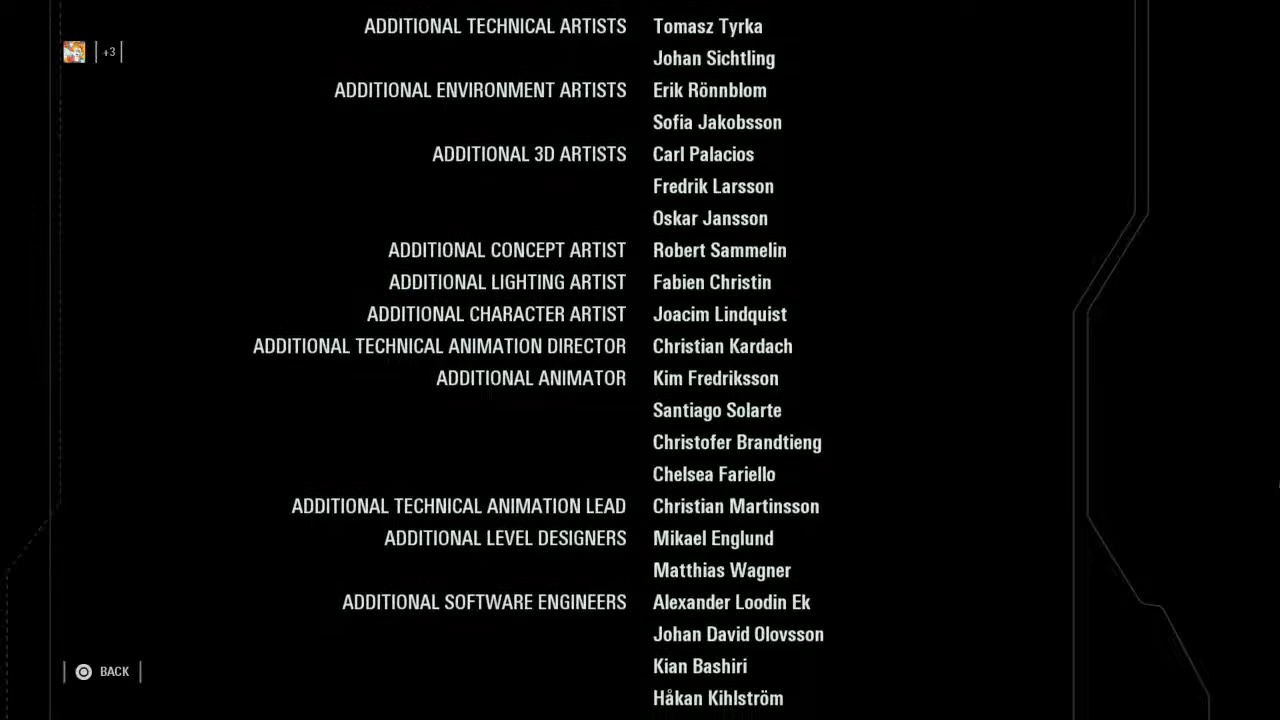 ADDITIONAL TECHNICAL ARTISTS Tomasz Tyrka
+3
Johan Sichtling
ADDITIONAL ENVIRONMENT ARTISTS Erik Rönnblom
Sofia Jakobsson
ADDITIONAL 3D ARTISTS Carl Palacios
Fredrik Larsson
Oskar Jansson
ADDITIONAL CONCEPT ARTIST Robert Sammelin
ADDITIONAL LIGHTING ARTIST Fabien Christin
ADDITIONAL CHARACTER ARTIST Joacim Lindquist
ADDITIONAL TECHNICAL ANIMATION DIRECTOR Christian Kardach
ADDITIONAL ANIMATOR Kim Fredriksson
Santiago Solarte
Christofer Brandtieng
Chelsea Fariello
ADDITIONAL TECHNICAL ANIMATION LEAD Christian Martinsson
ADDITIONAL LEVEL DESIGNERS Mikael Englund
Matthias Wagner
ADDITIONAL SOFTWARE ENGINEERS Alexander Loodin Ek
Johan David Olovsson
Kian Bashiri
BACK
Håkan Kihlström